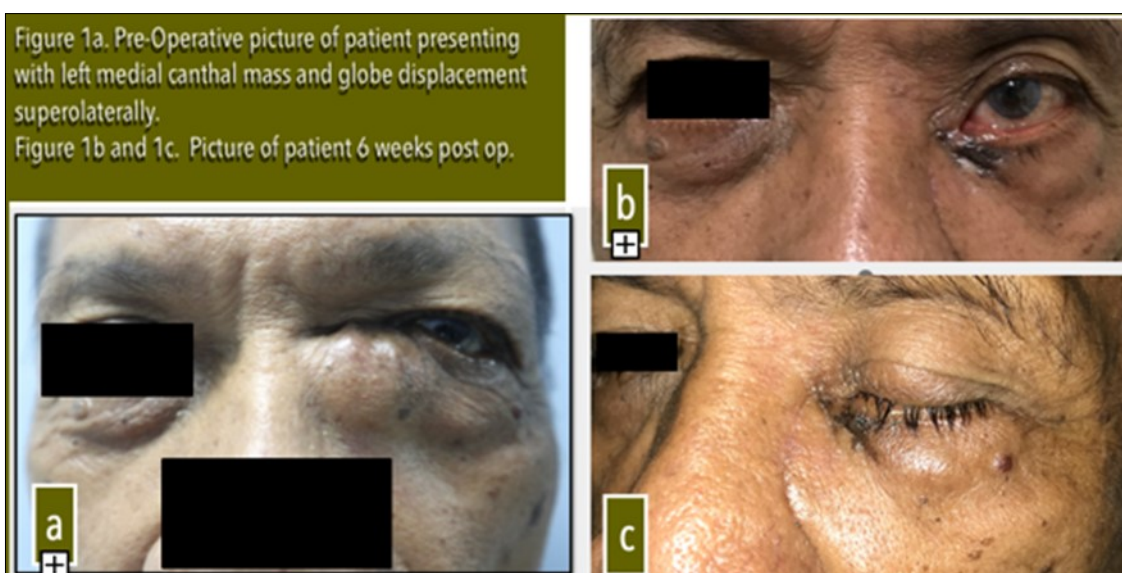 Figure 1a. Pre-Operative picture of patient presenting
with left medial canthal mass and globe displacement
superolaterally.
Figure 1b and 1c. Picture of patient 6 weeks post op.
b
a
c